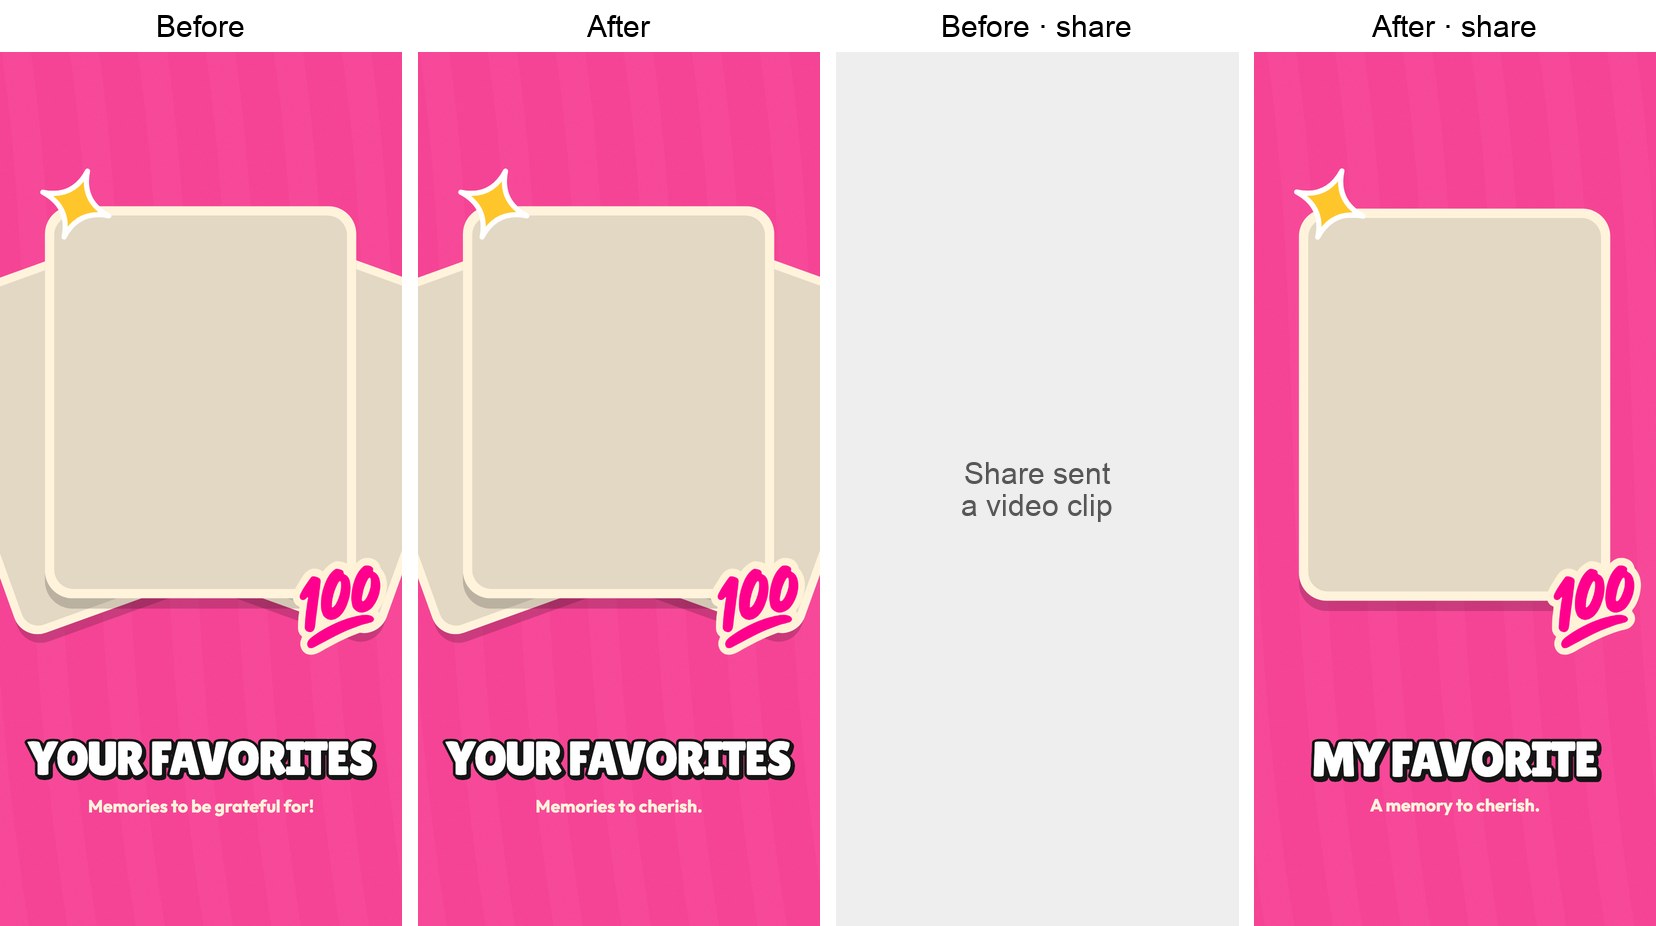 Before
After
Before · share
After · share
100
YOUR FAVORITES
Memories to be grateful for!
100
YOUR FAVORITES
Memories to cherish.
Share sent
a video clip
100
MY FAVORITE
A memory to cherish.